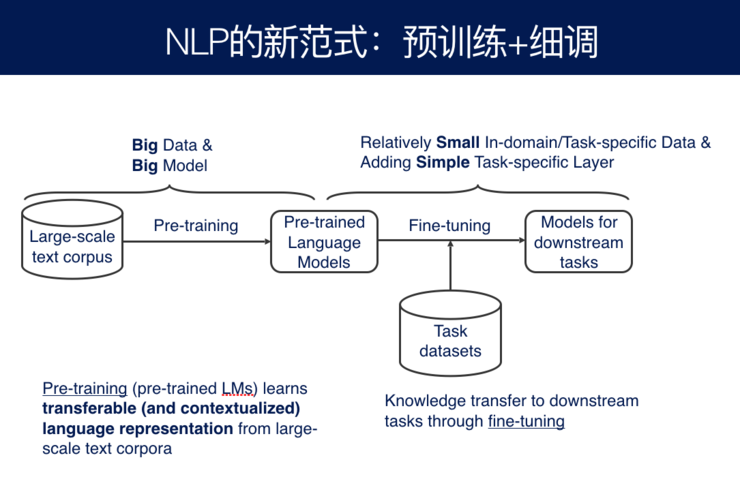 NLP的新范式：预训练+细调
Big Data &
Big Model
Relatively Small In-domain/Task-specific Data &
Adding Simple Task-specific Layer
Large-scale
text corpus
Pre-training
Pre-trained
Language
Models
Fine-tuning
Models for
downstream
tasks
Task
datasets
Pre-training (pre-trained LMs) learns
transferable (and contextualized)
language representation from large-
scale text corpora
Knowledge transfer to downstream
tasks through fine-tuning